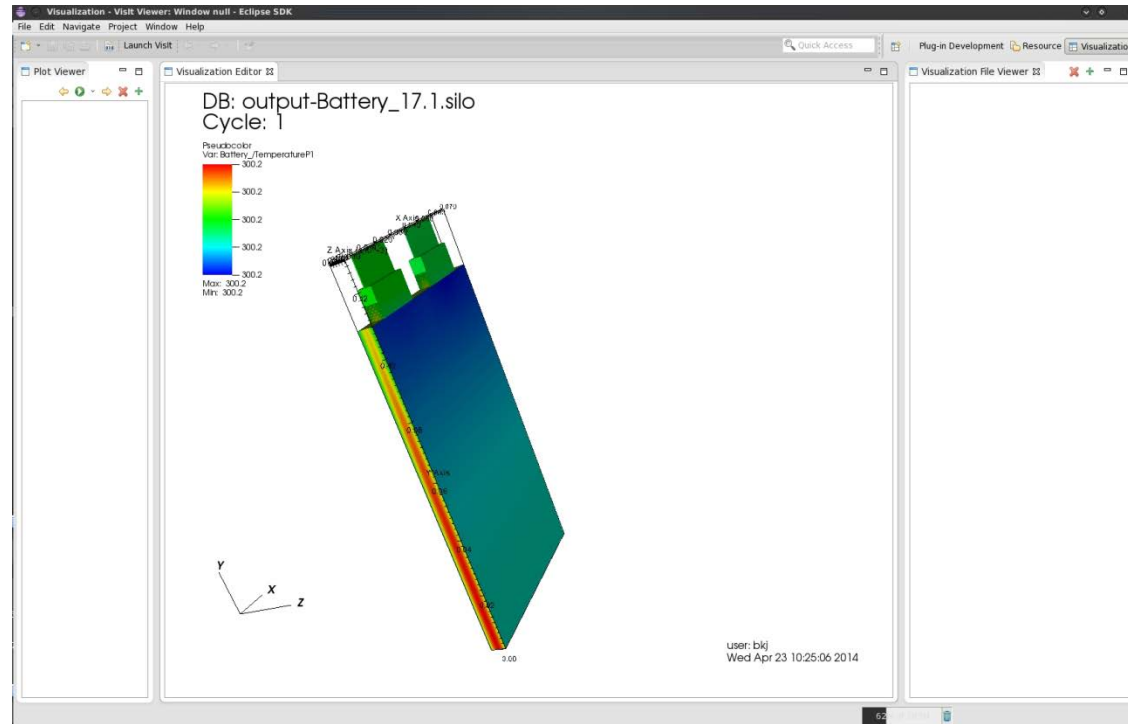 Visualization - VisIt Viewer: Window null - Eclipse SDK
File Edit Navigate Project Window Help
Launch VisIt
Quick Access
Plug-in Development
Resource
Visualizatio
Plot Viewer
Visualization Editor
Visualization File Viewer
DB: output-Battery_17.1.silo
Cycle: 1
Pseudocolor
Var: Battery_/TemperatureP1
300.2
300.2
300.2
300.2
300.2
Max: 300.2
Min: 300.2
0.070
X Axis
Z Axis
Y Axis
0.00
Y
X
Z
user: bkj
Wed Apr 23 10:25:06 2014